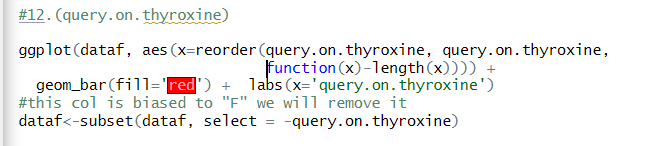 #12.(query.on.thyroxine)
ggplot(dataf, aes(x=reorder(query.on.thyroxine, query.on.thyroxine,
function(x)-length(x)))) +
geom_bar(fill='red') + labs(x='query.on.thyroxine')
#this col is biased to "F" we will remove it
dataf<-subset(dataf, select = -query.on.thyroxine)